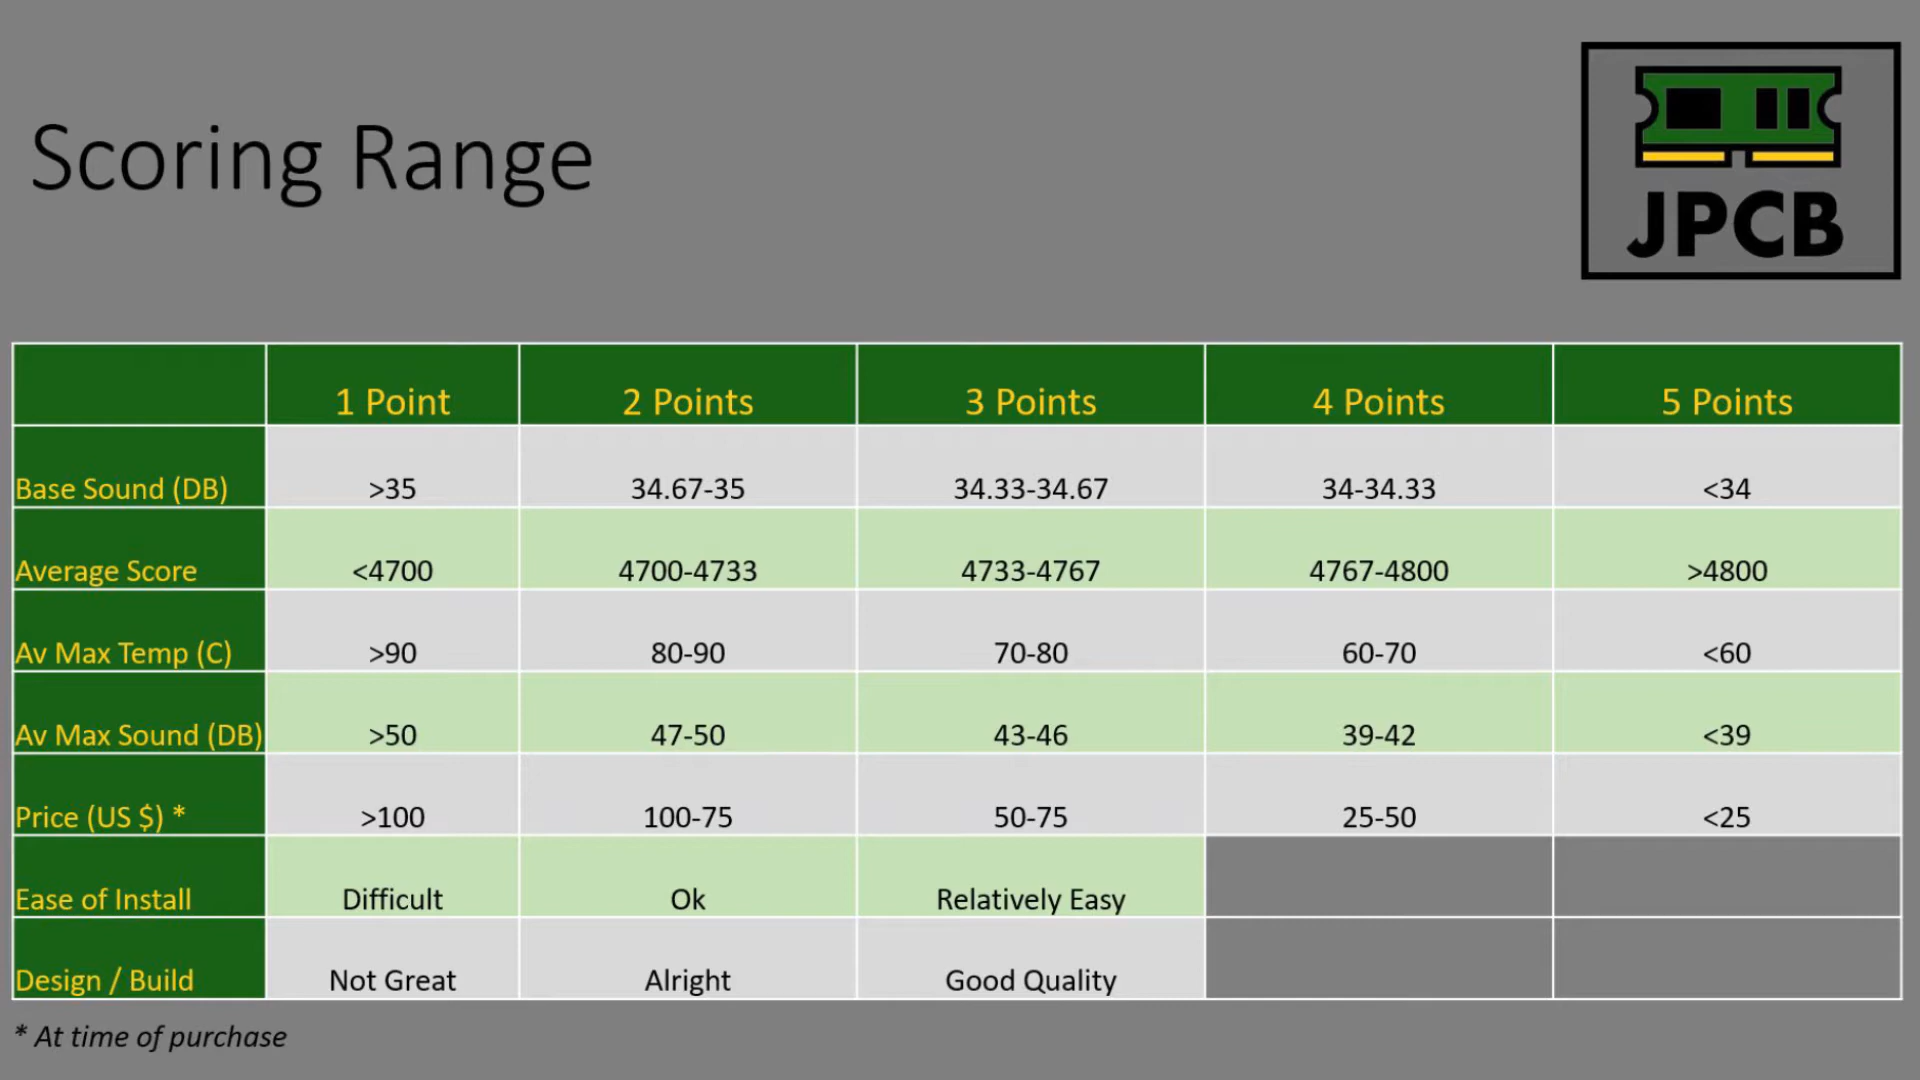 Scoring Range
JPCB
1 Point 2 Points 3 Points 4 Points 5 Points
Base Sound (DB) >35 34.67-35 34.33-34.67 34-34.33 <34
Average Score <4700 4700-4733 4733-4767 4767-4800 >4800
Av Max Temp (C) >90 80-90 70-80 60-70 <60
Av Max Sound (DB) >50 47-50 43-46 39-42 <39
Price (US $) * >100 100-75 50-75 25-50 <25
Ease of Install Difficult Ok Relatively Easy
Design / Build Not Great Alright Good Quality
* At time of purchase